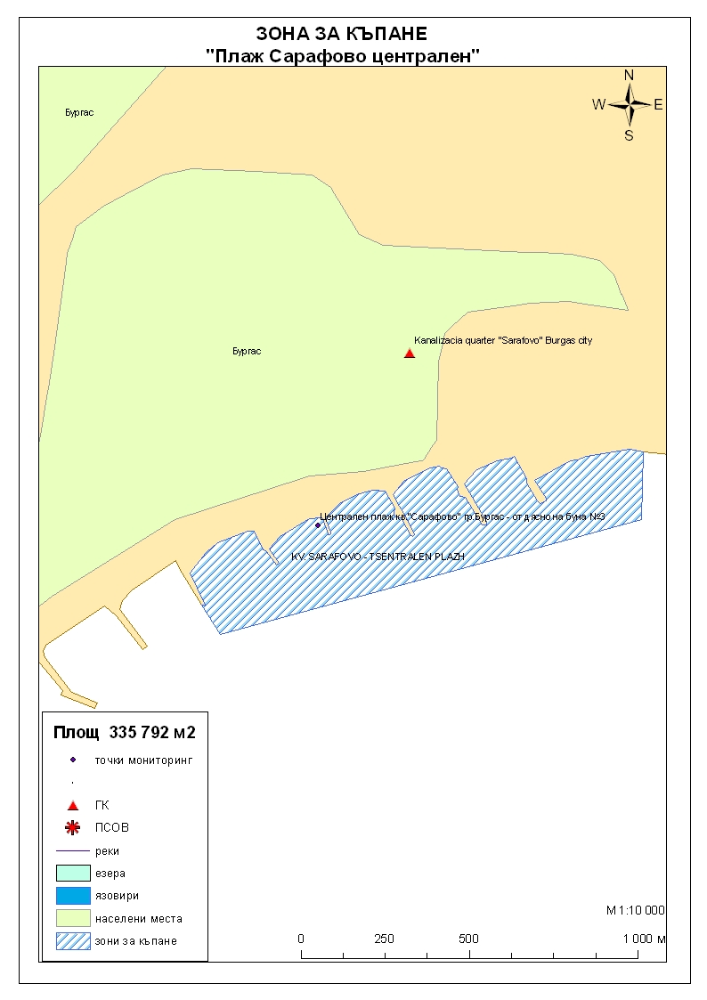 ЗОНА ЗА КЪПАНЕ
"Плаж Сарафово централен"
N
W E
S
Бургас
Kanalizacia quarter "Sarafovo" Burgas city
Бургас
Централен плаж кв."Сарафово" гр.Бургас - от дясно на буна №3
KV. SARAFOVO - TSENTRALEN PLAZH
Площ 335 792 м2
точки мониторинг
ГК
ПСОВ
реки
езера
язовири
населени места
зони за къпане
М 1:10 000
0 250 500 1 000 м